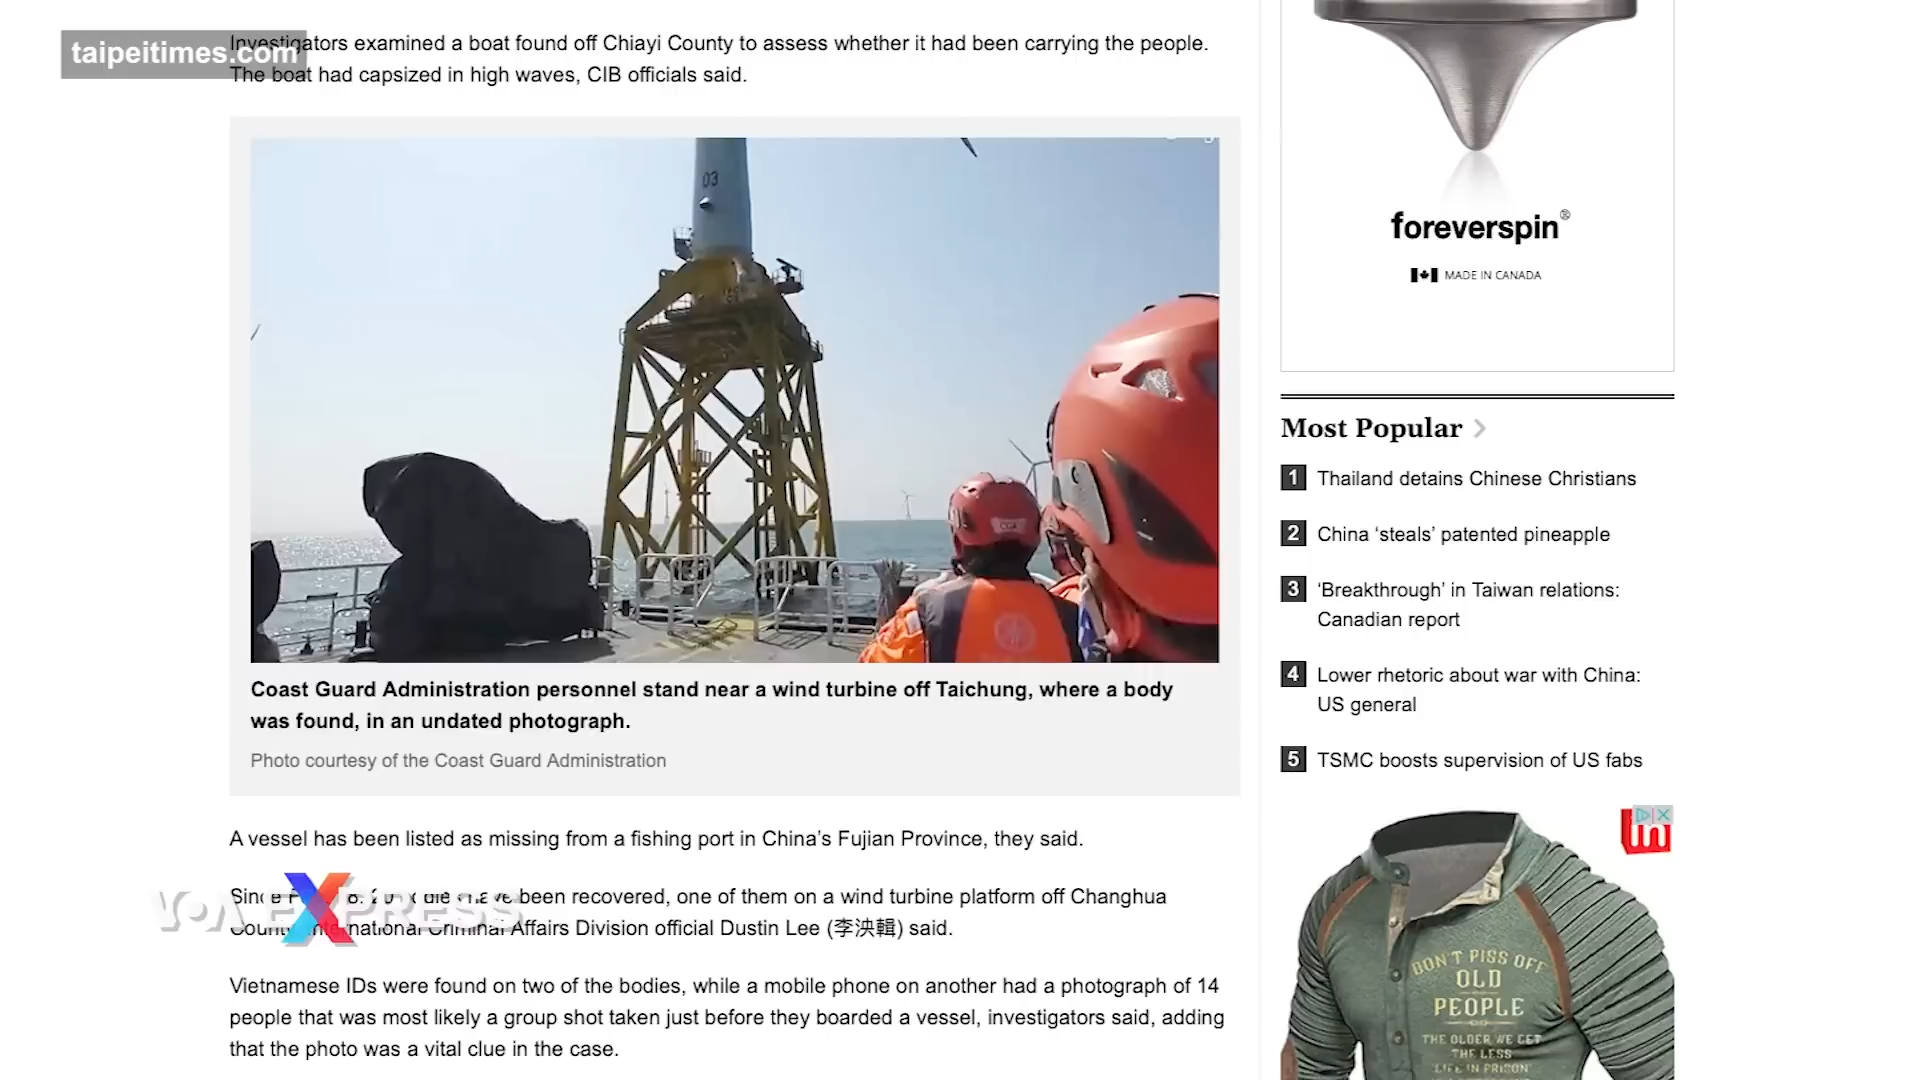 taipeitimes.com
Investigators examined a boat found off Chiayi County to assess whether it had been carrying the people.
The boat had capsized in high waves, CIB officials said.
03
CGA
Coast Guard Administration personnel stand near a wind turbine off Taichung, where a body
was found, in an undated photograph.
Photo courtesy of the Coast Guard Administration
A vessel has been listed as missing from a fishing port in China’s Fujian Province, they said.
Since been recovered, one of them on a wind turbine platform off Changhua
County, International Criminal Affairs Division official Dustin Lee (李泱輯) said.
VOA EXPRESS
Vietnamese IDs were found on two of the bodies, while a mobile phone on another had a photograph of 14
people that was most likely a group shot taken just before they boarded a vessel, investigators said, adding
that the photo was a vital clue in the case.
foreverspin®
MADE IN CANADA
Most Popular
1 Thailand detains Chinese Christians
2 China ‘steals’ patented pineapple
3 ‘Breakthrough’ in Taiwan relations:
Canadian report
4 Lower rhetoric about war with China:
US general
5 TSMC boosts supervision of US fabs
in
DON'T PISS OFF
OLD
PEOPLE
THE OLDER WE GET
THE LESS
'LIFE IN PRISON'